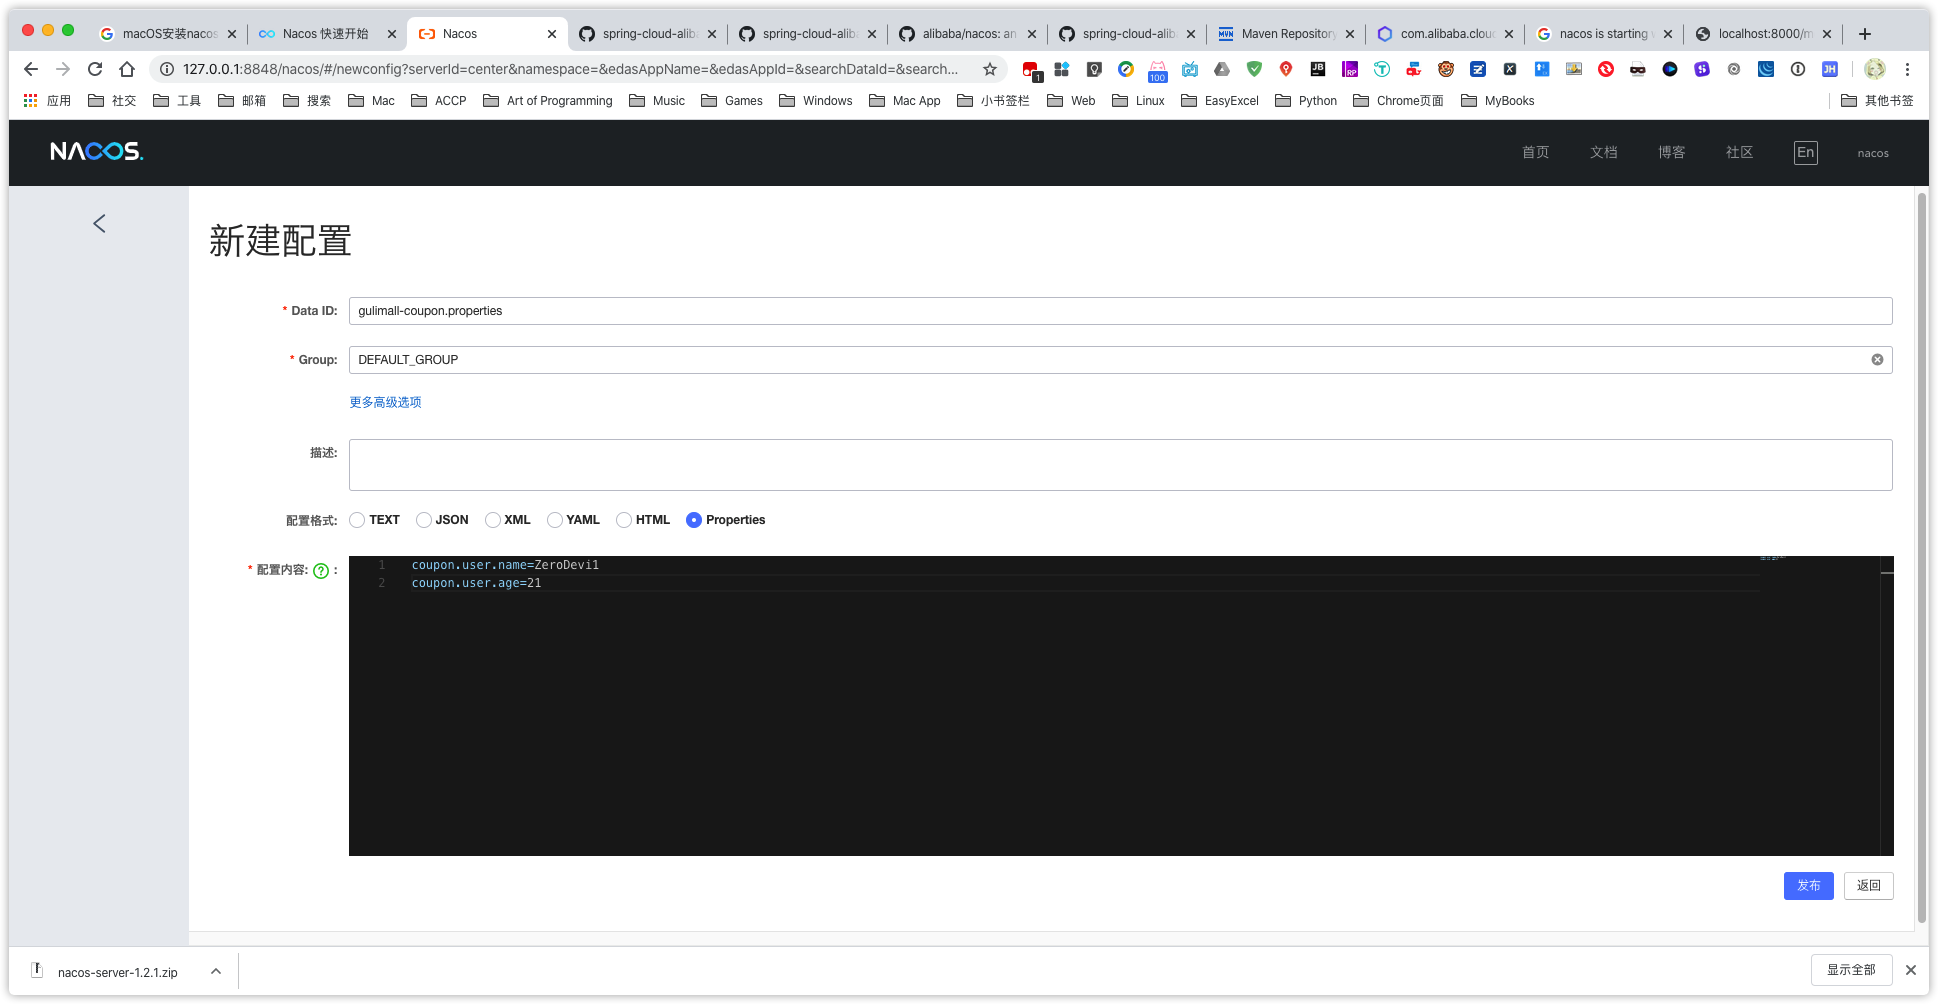 macOS安装nacos
Nacos 快速开始
Nacos
spring-cloud-alib
spring-cloud-alib
alibaba/nacos: an
spring-cloud-alib
Maven Repository
com.alibaba.cloud
nacos is starting
localhost:8000/m
127.0.0.1:8848/nacos/#/newconfig?serverId=center&namespace=&edasAppName=&edasAppId=&searchDataId=&search...
1
100
JB
RP
JH
应用
社交
工具
邮箱
搜索
Mac
ACCP
Art of Programming
Music
Games
Windows
Mac App
小书签栏
Web
Linux
EasyExcel
Python
Chrome页面
MyBooks
其他书签
NACOS.
首页
文档
博客
社区
En
nacos
新建配置
* Data ID: gulimall-coupon.properties
* Group: DEFAULT_GROUP
更多高级选项
描述:
配置格式: TEXT JSON XML YAML HTML Properties
* 配置内容: ? :
1 coupon.user.name=ZeroDevi1
2 coupon.user.age=21
发布
返回
nacos-server-1.2.1.zip
显示全部